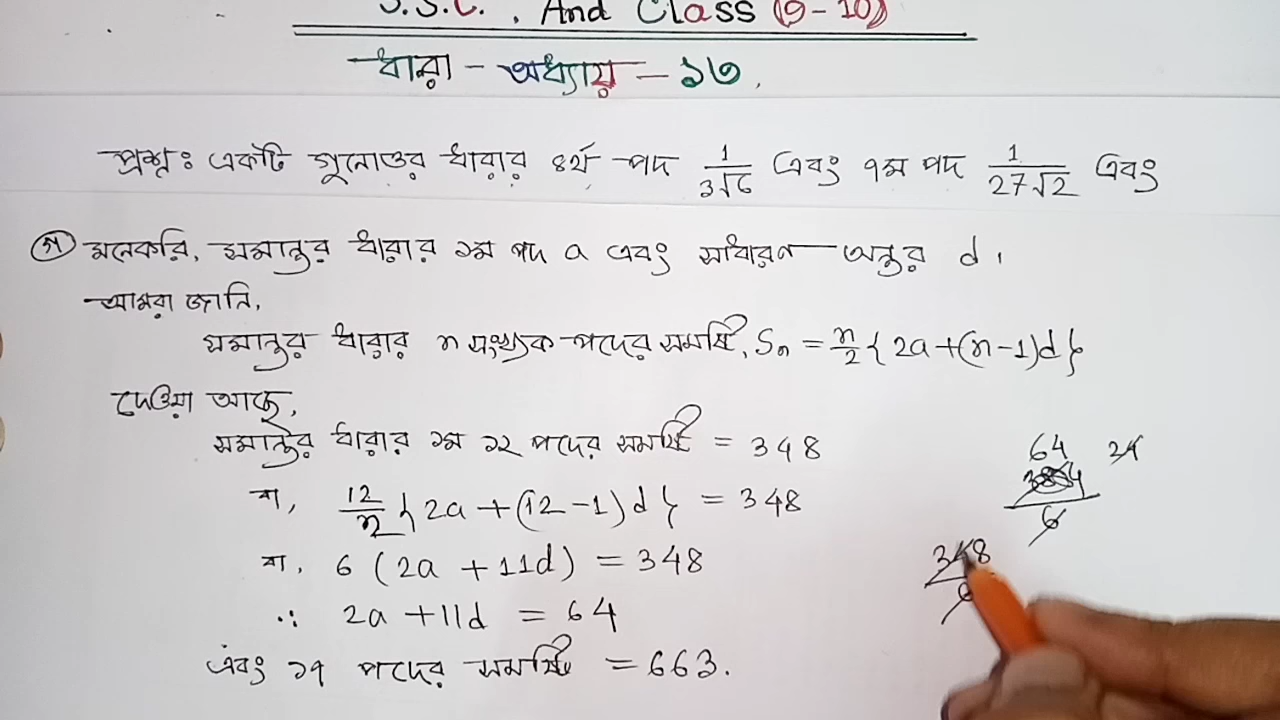 S.S.C. , And Class (9-10)
ধারা - অধ্যায় - ১৩.
প্রশ্নঃ একটি গুনোত্তর ধারার ৪র্থ পদ 1/3√6 এবং ৭ম পদ 1/27√2 এবং
(গ) মনেকরি, সমান্তর ধারার ১ম পদ a এবং সাধারণ অন্তর d।
আমরা জানি,
সমান্তর ধারার n সংখ্যক পদের সমষ্টি, Sₙ = n/2 { 2a + (n-1)d }
দেওয়া আছে,
সমান্তর ধারার ১ম ১২ পদের সমষ্টি = 348
বা, 12/2 { 2a + (12-1)d } = 348
বা, 6 ( 2a + 11d ) = 348
∴ 2a + 11d = 64
এবং ১৭ পদের সমষ্টি = 663.
64 24
6
348
6